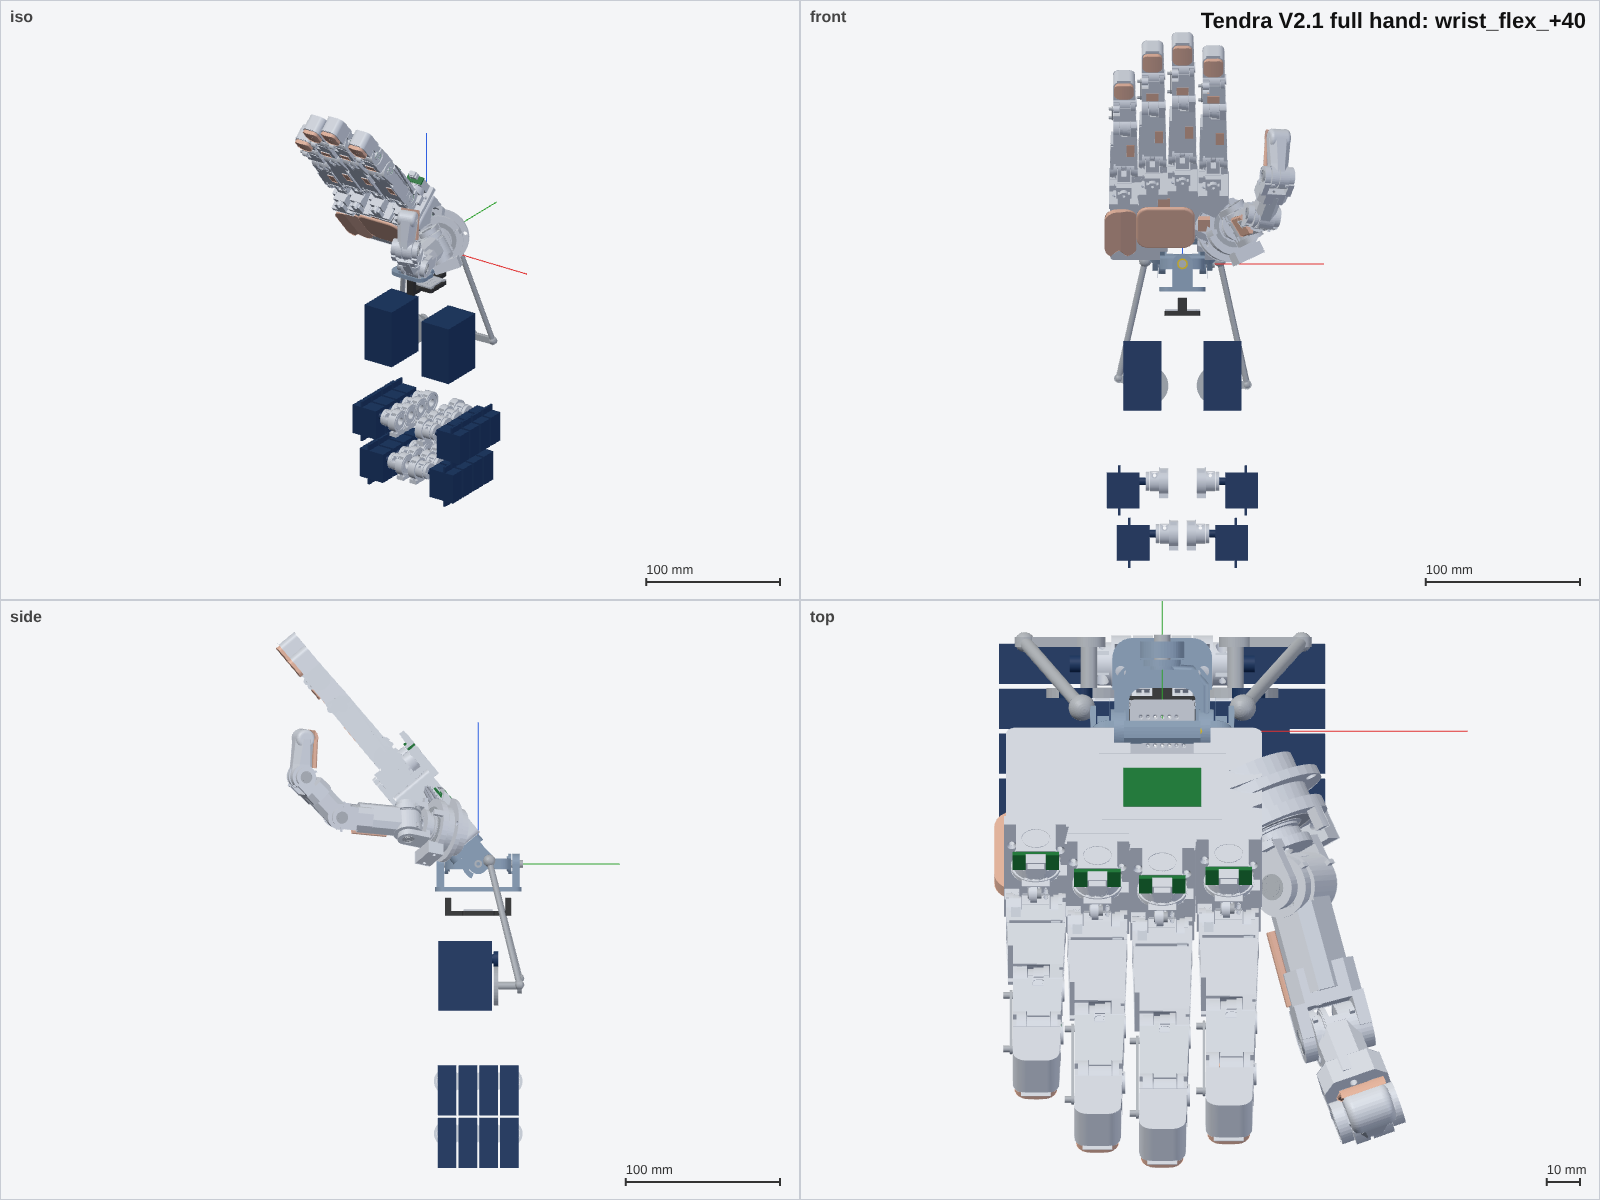 iso
front
Tendra V2.1 full hand: wrist_flex_+40
100 mm
100 mm
side
top
100 mm
10 mm